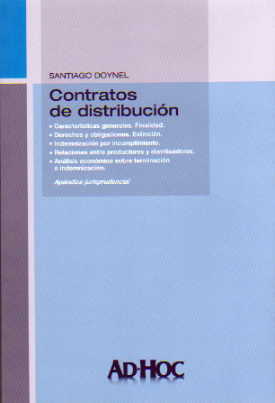 SANTIAGO DOYNEL
Contratos
de distribución
• Características generales. Finalidad.
• Derechos y obligaciones. Extinción.
• Indemnización por incumplimiento.
• Relaciones entre productores y distribuidores.
• Análisis económico sobre terminación
e indemnización.
Apéndice jurisprudencial
AD•HOC